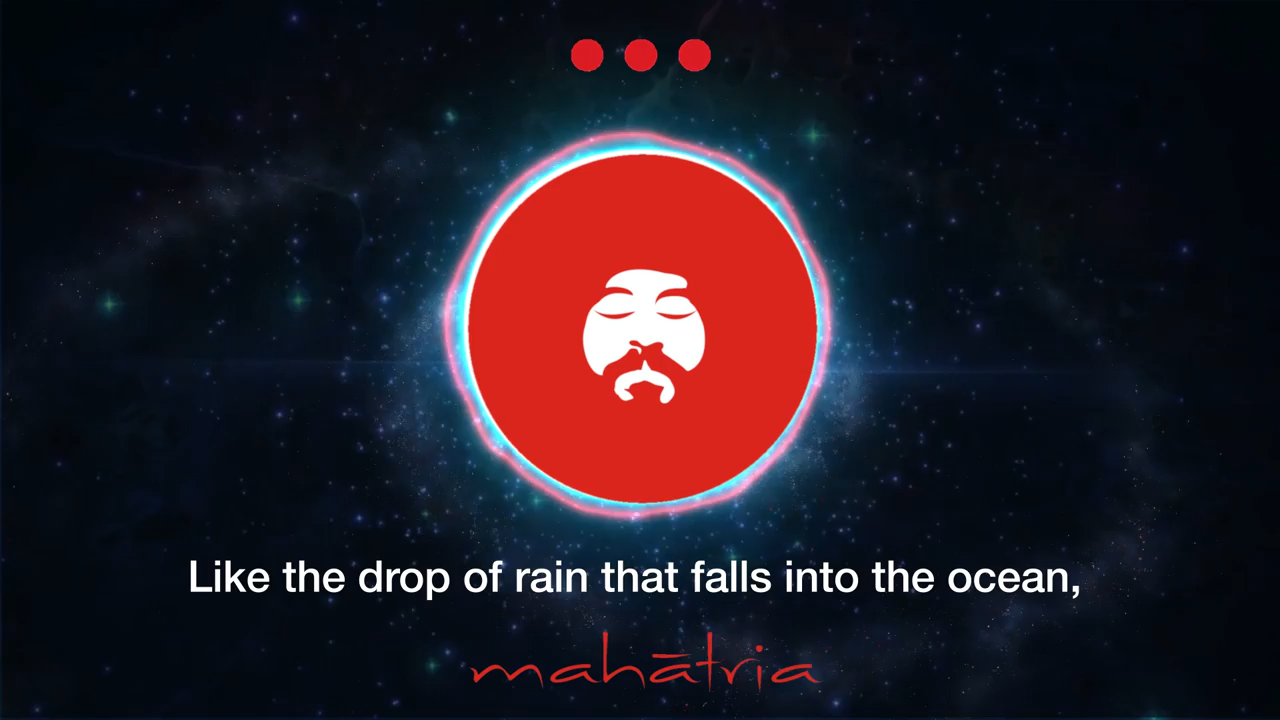 Like the drop of rain that falls into the ocean,
mahātria